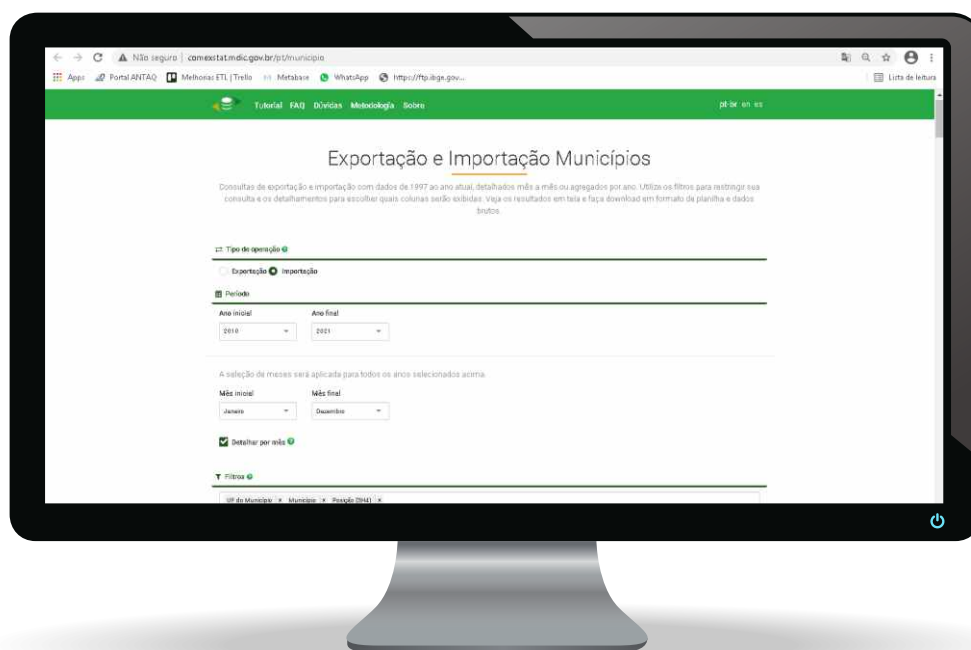 Não seguro | comexstat.mdic.gov.br/pt/municipio
Apps Portal ANTAQ Melhorias ETL | Trello Metabase WhatsApp https://ftp.ibge.gov... Lista de leitura
Tutorial FAQ Dúvidas Metodologia Sobre pt-br en es
Exportação e Importação Municípios
Consultas de exportação e importação com dados de 1997 ao ano atual, detalhados mês a mês ou agregados por ano. Utilize os filtros para restringir sua
consulta e os detalhamentos para escolher quais colunas serão exibidas. Veja os resultados em tela e faça download em formato de planilha e dados
brutos.
Tipo de operação
Exportação Importação
Período
Ano inicial Ano final
2010 2021
A seleção de meses será aplicada para todos os anos selecionados acima.
Mês inicial Mês final
Janeiro Dezembro
Detalhar por mês
Filtros
UF do Município × Município × Posição (SH4) ×